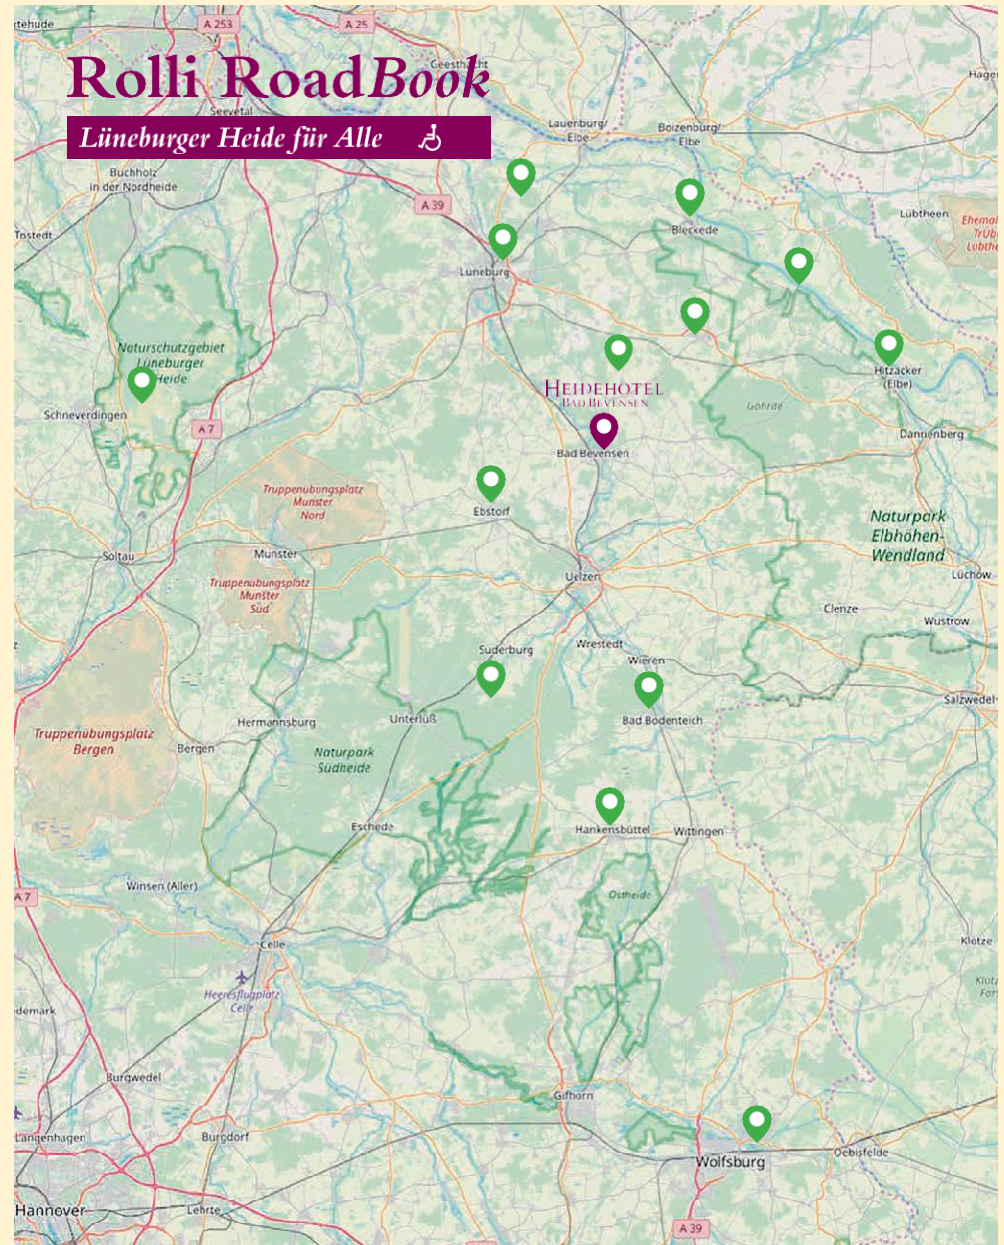 A 253
A 25
Geesthacht
Hagen
Rolli RoadBook
Seevetal
Lüneburger Heide für Alle
Lauenburg/
Elbe
Boizenburg/
Elbe
Buchholz
in der Nordheide
A 39
Tostedt
Lübtheen
Bleckede
Lüneburg
Naturschutzgebiet
Lüneburger
Heide
Hitzacker
(Elbe)
HEIDEHOTEL
BAD BEVENSEN
Göhrde
Schneverdingen
A 7
Dannenberg
Bad Bevensen
Truppenübungsplatz
Munster
Nord
Ebstorf
Naturpark
Elbhöhen-
Wendland
Soltau
Munster
Uelzen
Lüchow
Truppenübungsplatz
Munster
Süd
Clenze
Wustrow
Wrestedt
Suderburg
Wieren
Salzwedel
Hermannsburg
Unterlüß
Bad Bodenteich
Truppenübungsplatz
Bergen
Bergen
Naturpark
Südheide
Eschede
Hankensbüttel
Wittingen
Winsen (Aller)
A 7
Ostheide
Celle
Klötze
Heeresflugplatz
Celle
Burgwedel
Gifhorn
Langenhagen
Burgdorf
Wolfsburg
Oebisfelde
Hannover
Lehrte
A 39